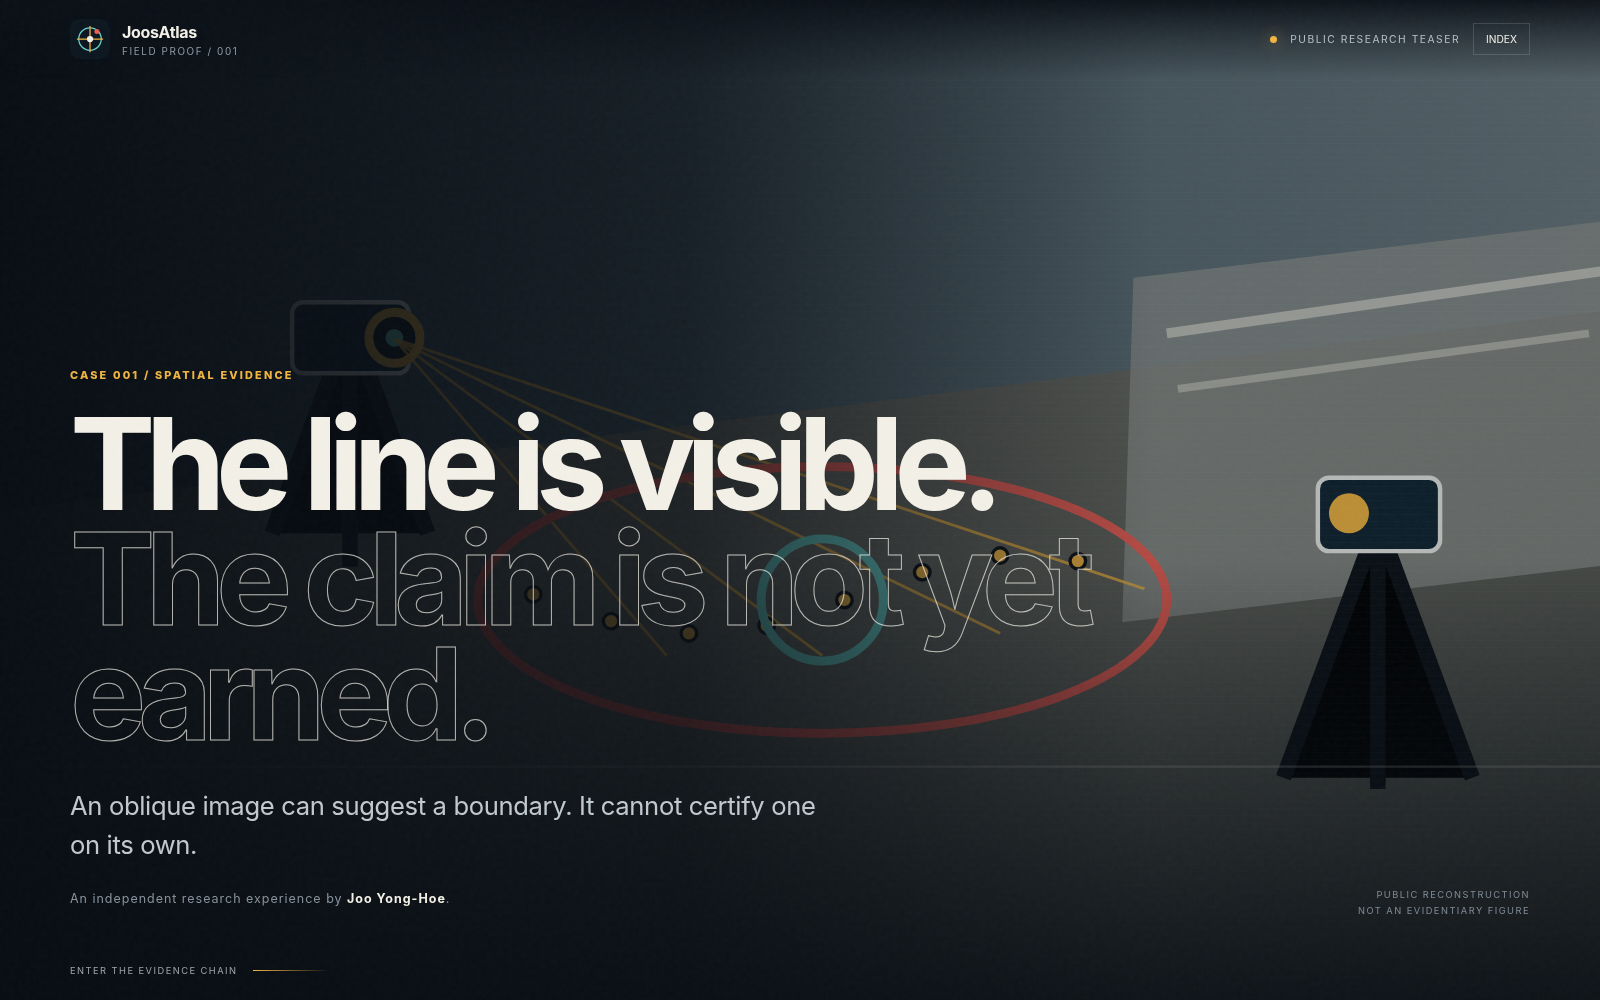 JoosAtlas
FIELD PROOF / 001
PUBLIC RESEARCH TEASER
INDEX
CASE 001 / SPATIAL EVIDENCE
The line is visible.
The claim is not yet
earned.
An oblique image can suggest a boundary. It cannot certify one
on its own.
An independent research experience by Joo Yong-Hoe.
PUBLIC RECONSTRUCTION
NOT AN EVIDENTIARY FIGURE
ENTER THE EVIDENCE CHAIN